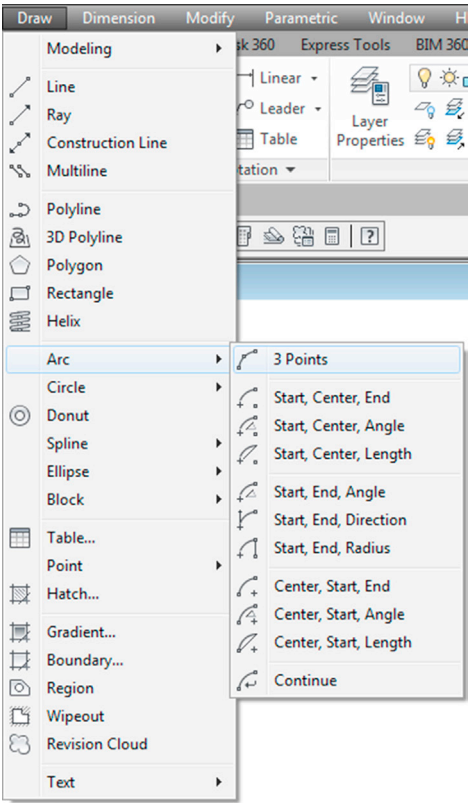 Draw Dimension Modify Parametric Window H
sk 360 Express Tools BIM 360
Linear
Leader
Table
Layer
Properties
tation
Modeling
Line
Ray
Construction Line
Multiline
Polyline
3D Polyline
Polygon
Rectangle
Helix
Arc
Circle
Donut
Spline
Ellipse
Block
Table...
Point
Hatch...
Gradient...
Boundary...
Region
Wipeout
Revision Cloud
Text
3 Points
Start, Center, End
Start, Center, Angle
Start, Center, Length
Start, End, Angle
Start, End, Direction
Start, End, Radius
Center, Start, End
Center, Start, Angle
Center, Start, Length
Continue